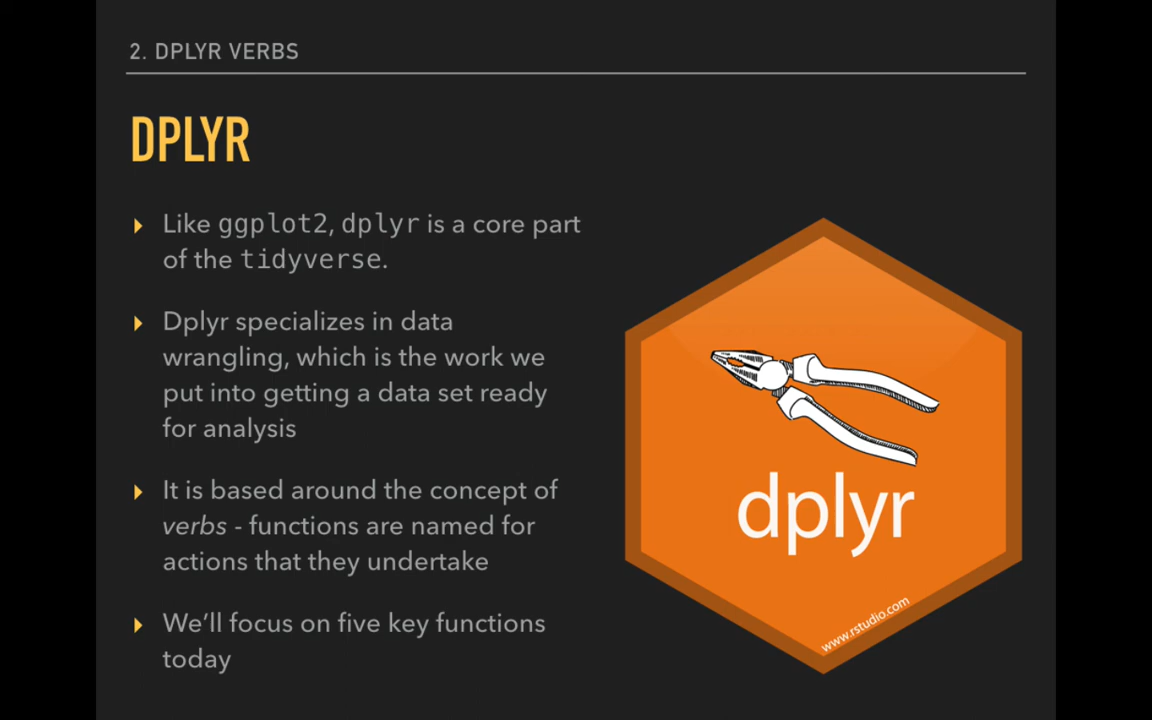 2. DPLYR VERBS
DPLYR
Like ggplot2, dplyr is a core part
of the tidyverse.
Dplyr specializes in data
wrangling, which is the work we
put into getting a data set ready
for analysis
It is based around the concept of
verbs - functions are named for
actions that they undertake
We’ll focus on five key functions
today
dplyr
www.rstudio.com